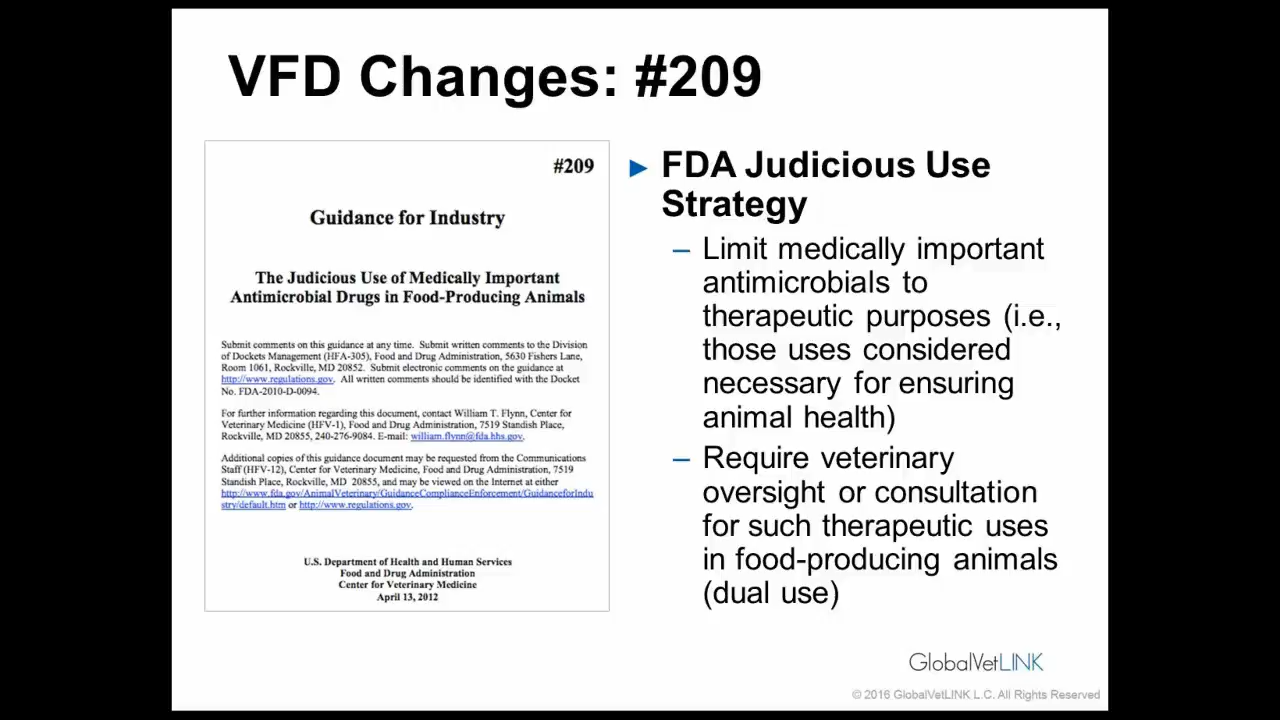 VFD Changes: #209
#209
Guidance for Industry
The Judicious Use of Medically Important
Antimicrobial Drugs in Food-Producing Animals
Submit comments on this guidance at any time. Submit written comments to the Division
of Dockets Management (HFA-305), Food and Drug Administration, 5630 Fishers Lane,
Room 1061, Rockville, MD 20852. Submit electronic comments on the guidance at
http://www.regulations.gov. All written comments should be identified with the Docket
No. FDA-2010-D-0094.
For further information regarding this document, contact William T. Flynn, Center for
Veterinary Medicine (HFV-1), Food and Drug Administration, 7519 Standish Place,
Rockville, MD 20855, 240-276-9084. E-mail: william.flynn@fda.hhs.gov.
Additional copies of this guidance document may be requested from the Communications
Staff (HFV-12), Center for Veterinary Medicine, Food and Drug Administration, 7519
Standish Place, Rockville, MD 20855, and may be viewed on the Internet at either
http://www.fda.gov/AnimalVeterinary/GuidanceComplianceEnforcement/GuidanceforIndu
stry/default.htm or http://www.regulations.gov.
U.S. Department of Health and Human Services
Food and Drug Administration
Center for Veterinary Medicine
April 13, 2012
► FDA Judicious Use
Strategy
– Limit medically important
antimicrobials to
therapeutic purposes (i.e.,
those uses considered
necessary for ensuring
animal health)
– Require veterinary
oversight or consultation
for such therapeutic uses
in food-producing animals
(dual use)
GlobalVetLINK
© 2016 GlobalVetLINK L.C. All Rights Reserved